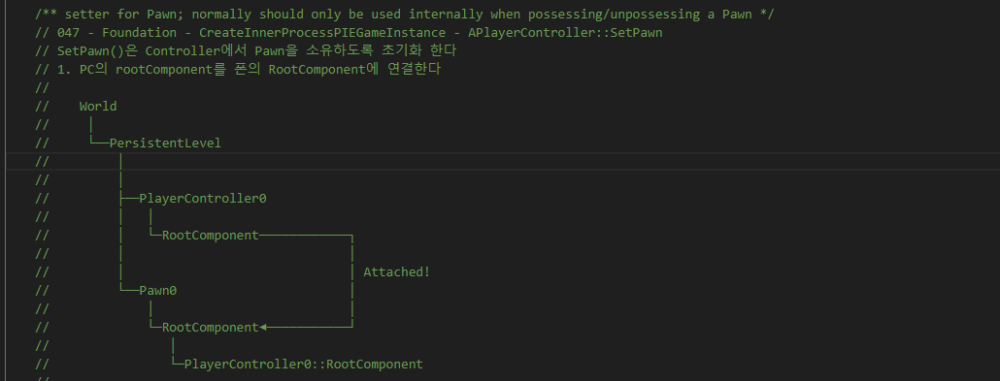 /** setter for Pawn; normally should only be used internally when possessing/unpossessing a Pawn */
// 047 - Foundation - CreateInnerProcessPIEGameInstance - APlayerController::SetPawn
// SetPawn()은 Controller에서 Pawn을 소유하도록 초기화 한다
// 1. PC의 rootComponent를 폰의 RootComponent에 연결한다
//
//    World
//     │
//     └──PersistentLevel
//         │
//         │
//         ├──PlayerController0
//         │   │
//         │   └─RootComponent────────────┐
//         │                              │
//         │                              │ Attached!
//         └──Pawn0                       │
//             │                          │
//             └─RootComponent◄───────────┘
//                │
//                └─PlayerController0::RootComponent
//